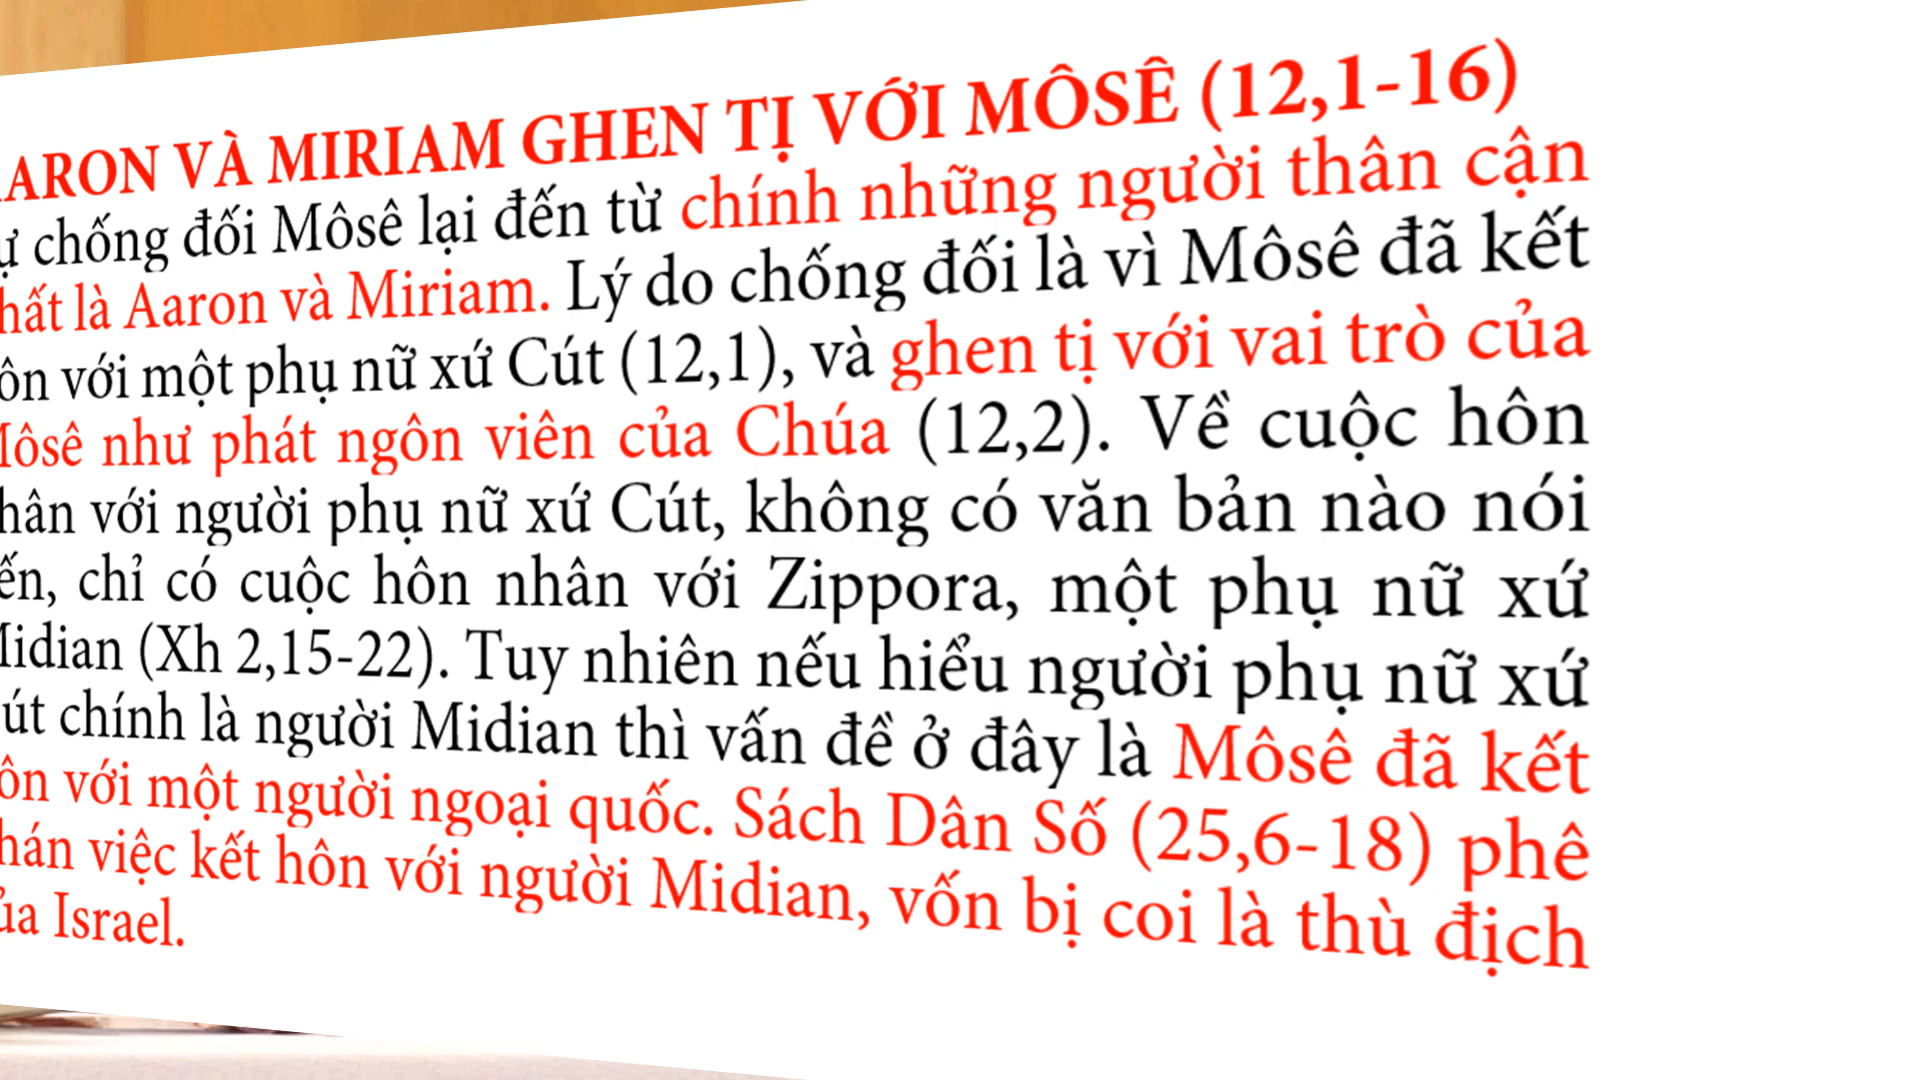 AARON VÀ MIRIAM GHEN TỊ VỚI MÔSÊ (12,1-16)
chống đối Môsê lại đến từ chính những người thân cận
là Aaron và Miriam. Lý do chống đối là vì Môsê đã kết
với một phụ nữ xứ Cút (12,1), và ghen tị với vai trò của
Môsê như phát ngôn viên của Chúa (12,2). Về cuộc hôn
với người phụ nữ xứ Cút, không có văn bản nào nói
chỉ có cuộc hôn nhân với Zippora, một phụ nữ xứ
Midian (Xh 2,15-22). Tuy nhiên nếu hiểu người phụ nữ xứ
chính là người Midian thì vấn đề ở đây là Môsê đã kết
với một người ngoại quốc. Sách Dân Số (25,6-18) phê
việc kết hôn với người Midian, vốn bị coi là thù địch
Israel.